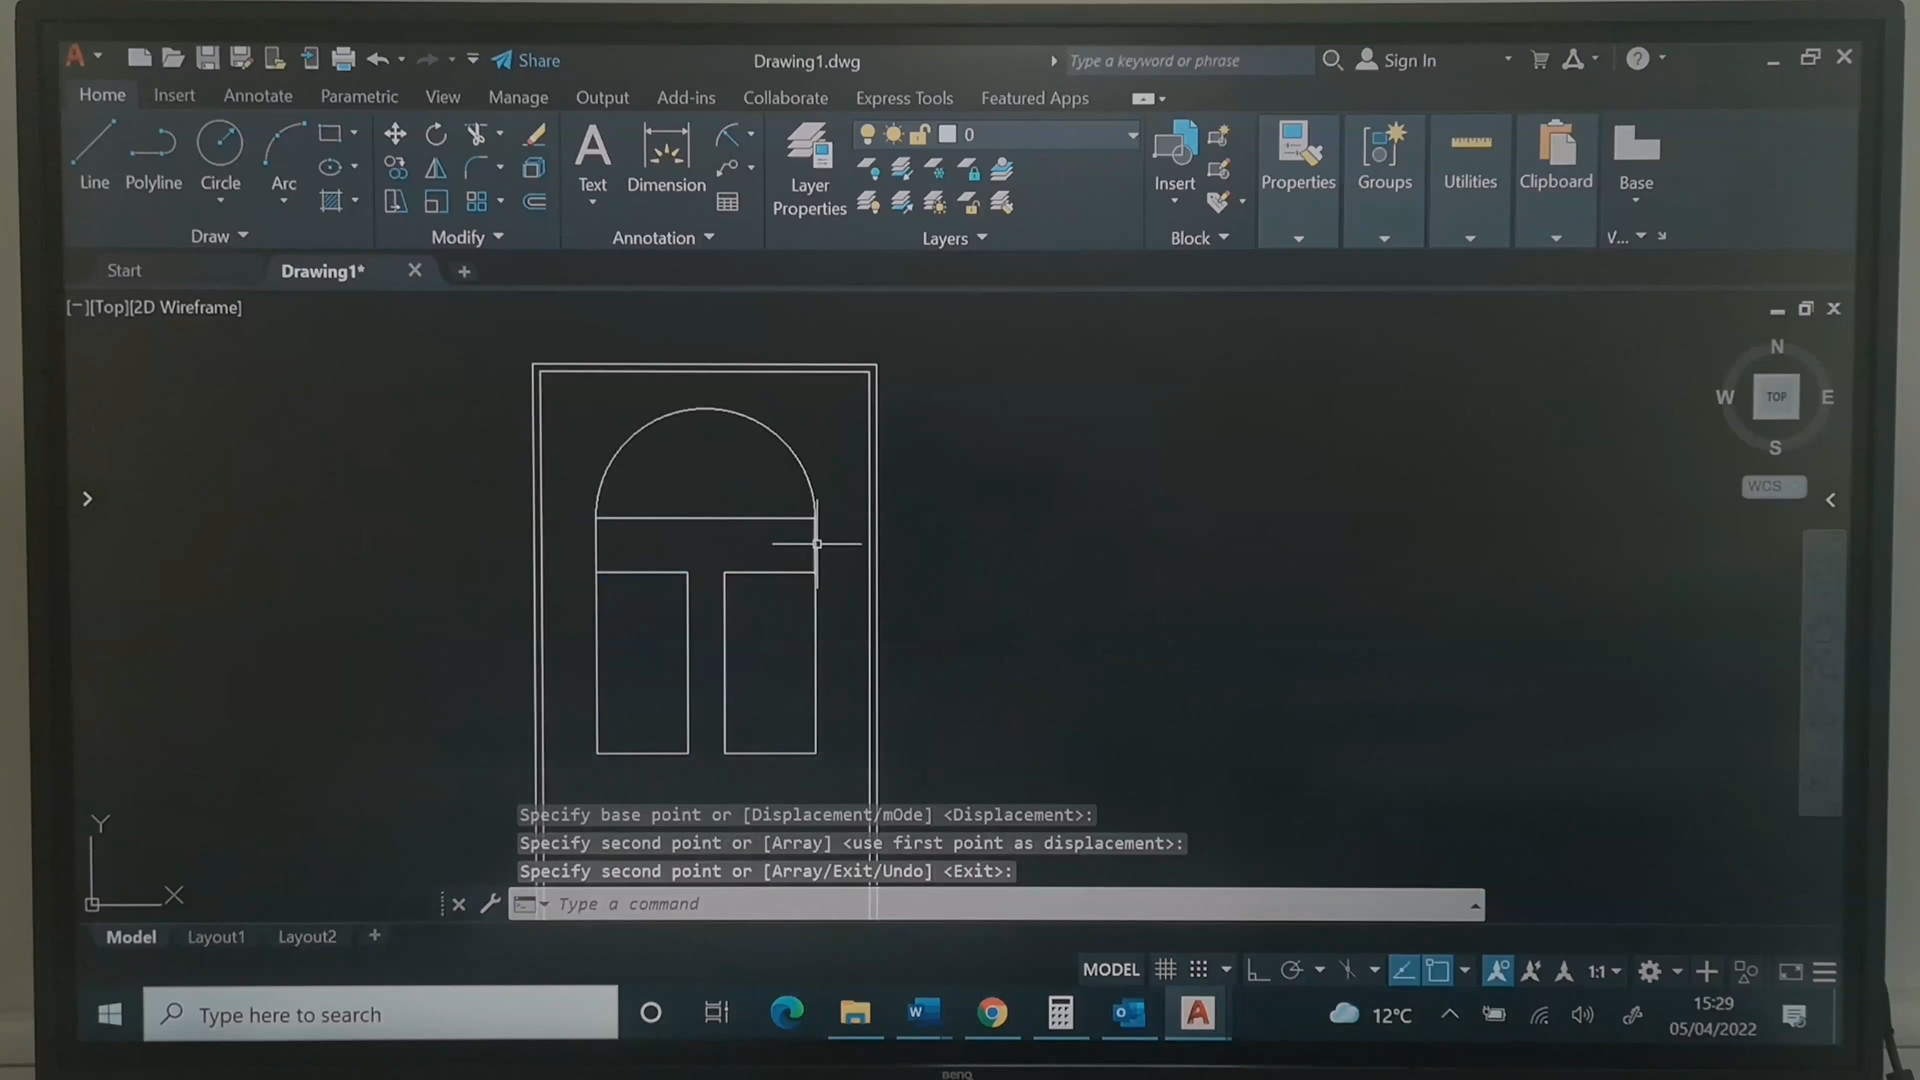 A
Share
Drawing1.dwg
Type a keyword or phrase
Sign In
?
Home Insert Annotate Parametric View Manage Output Add-ins Collaborate Express Tools Featured Apps
Line Polyline Circle Arc
A
Text Dimension
Layer Properties
0
Insert
Properties Groups Utilities Clipboard Base
Draw Modify Annotation Layers Block V...
Start Drawing1*
[−][Top][2D Wireframe]
N
W TOP E
S
WCS
Y
X
Specify base point or [Displacement/mOde] <Displacement>:
Specify second point or [Array] <use first point as displacement>:
Specify second point or [Array/Exit/Undo] <Exit>:
Type a command
Model Layout1 Layout2
MODEL 1:1
Type here to search
W
A
12°C
15:29
05/04/2022
BenQ